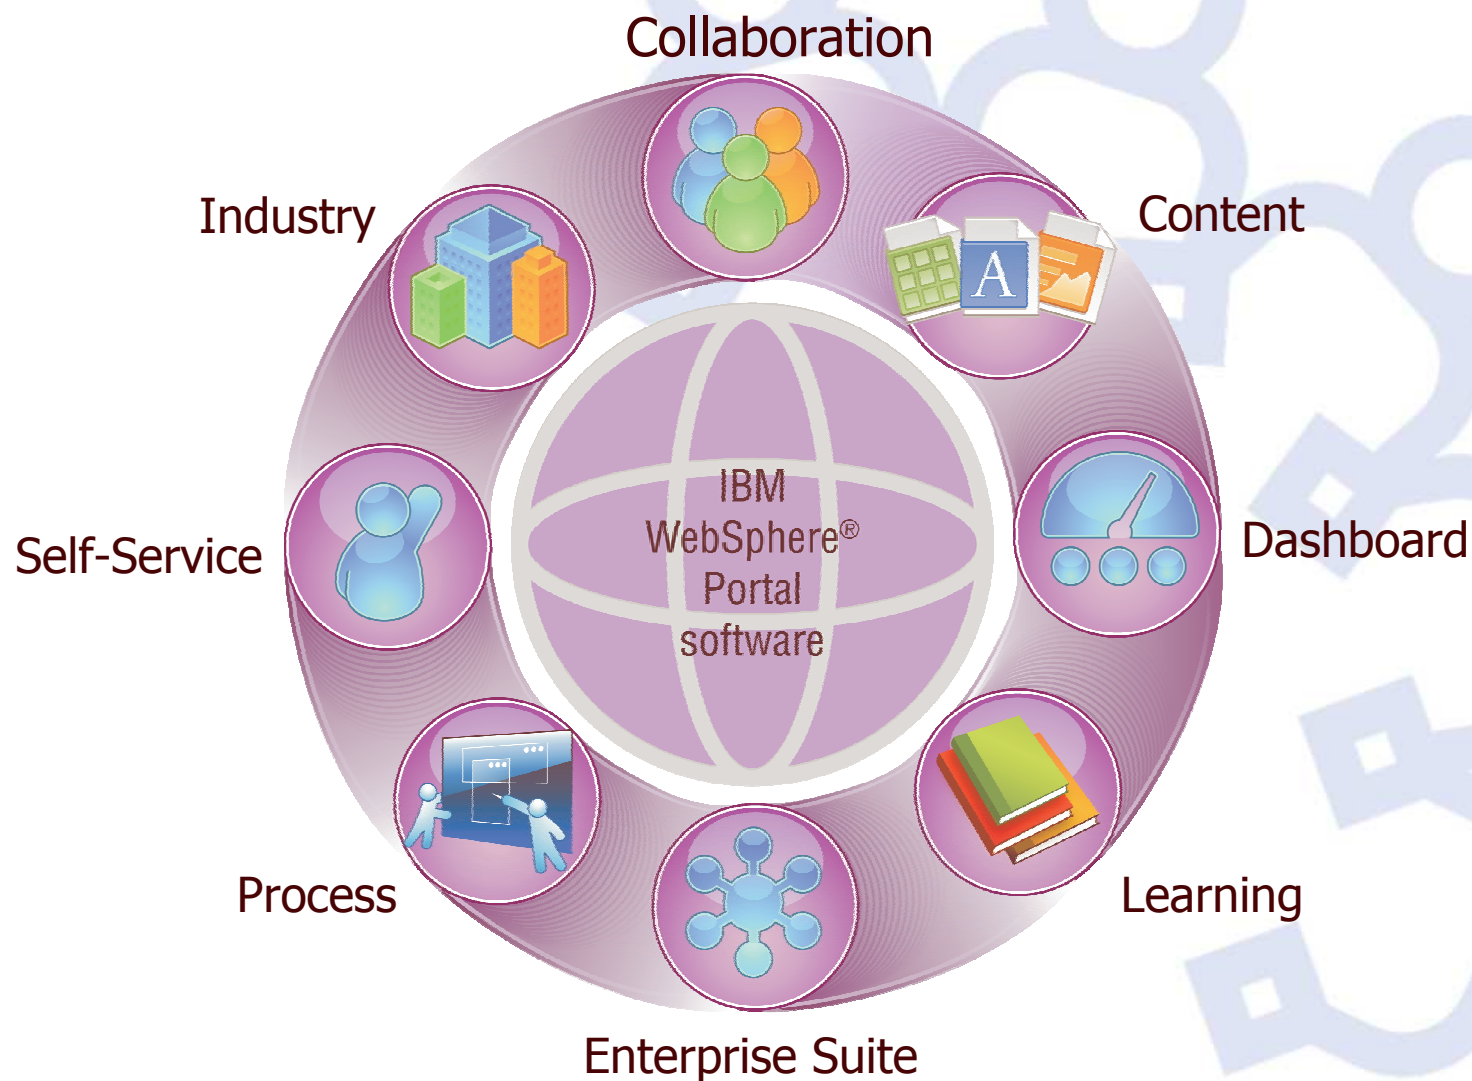 Collaboration
Industry
Content
IBM
WebSphere®
Portal
software
Self-Service
Dashboard
Process
Learning
Enterprise Suite
A